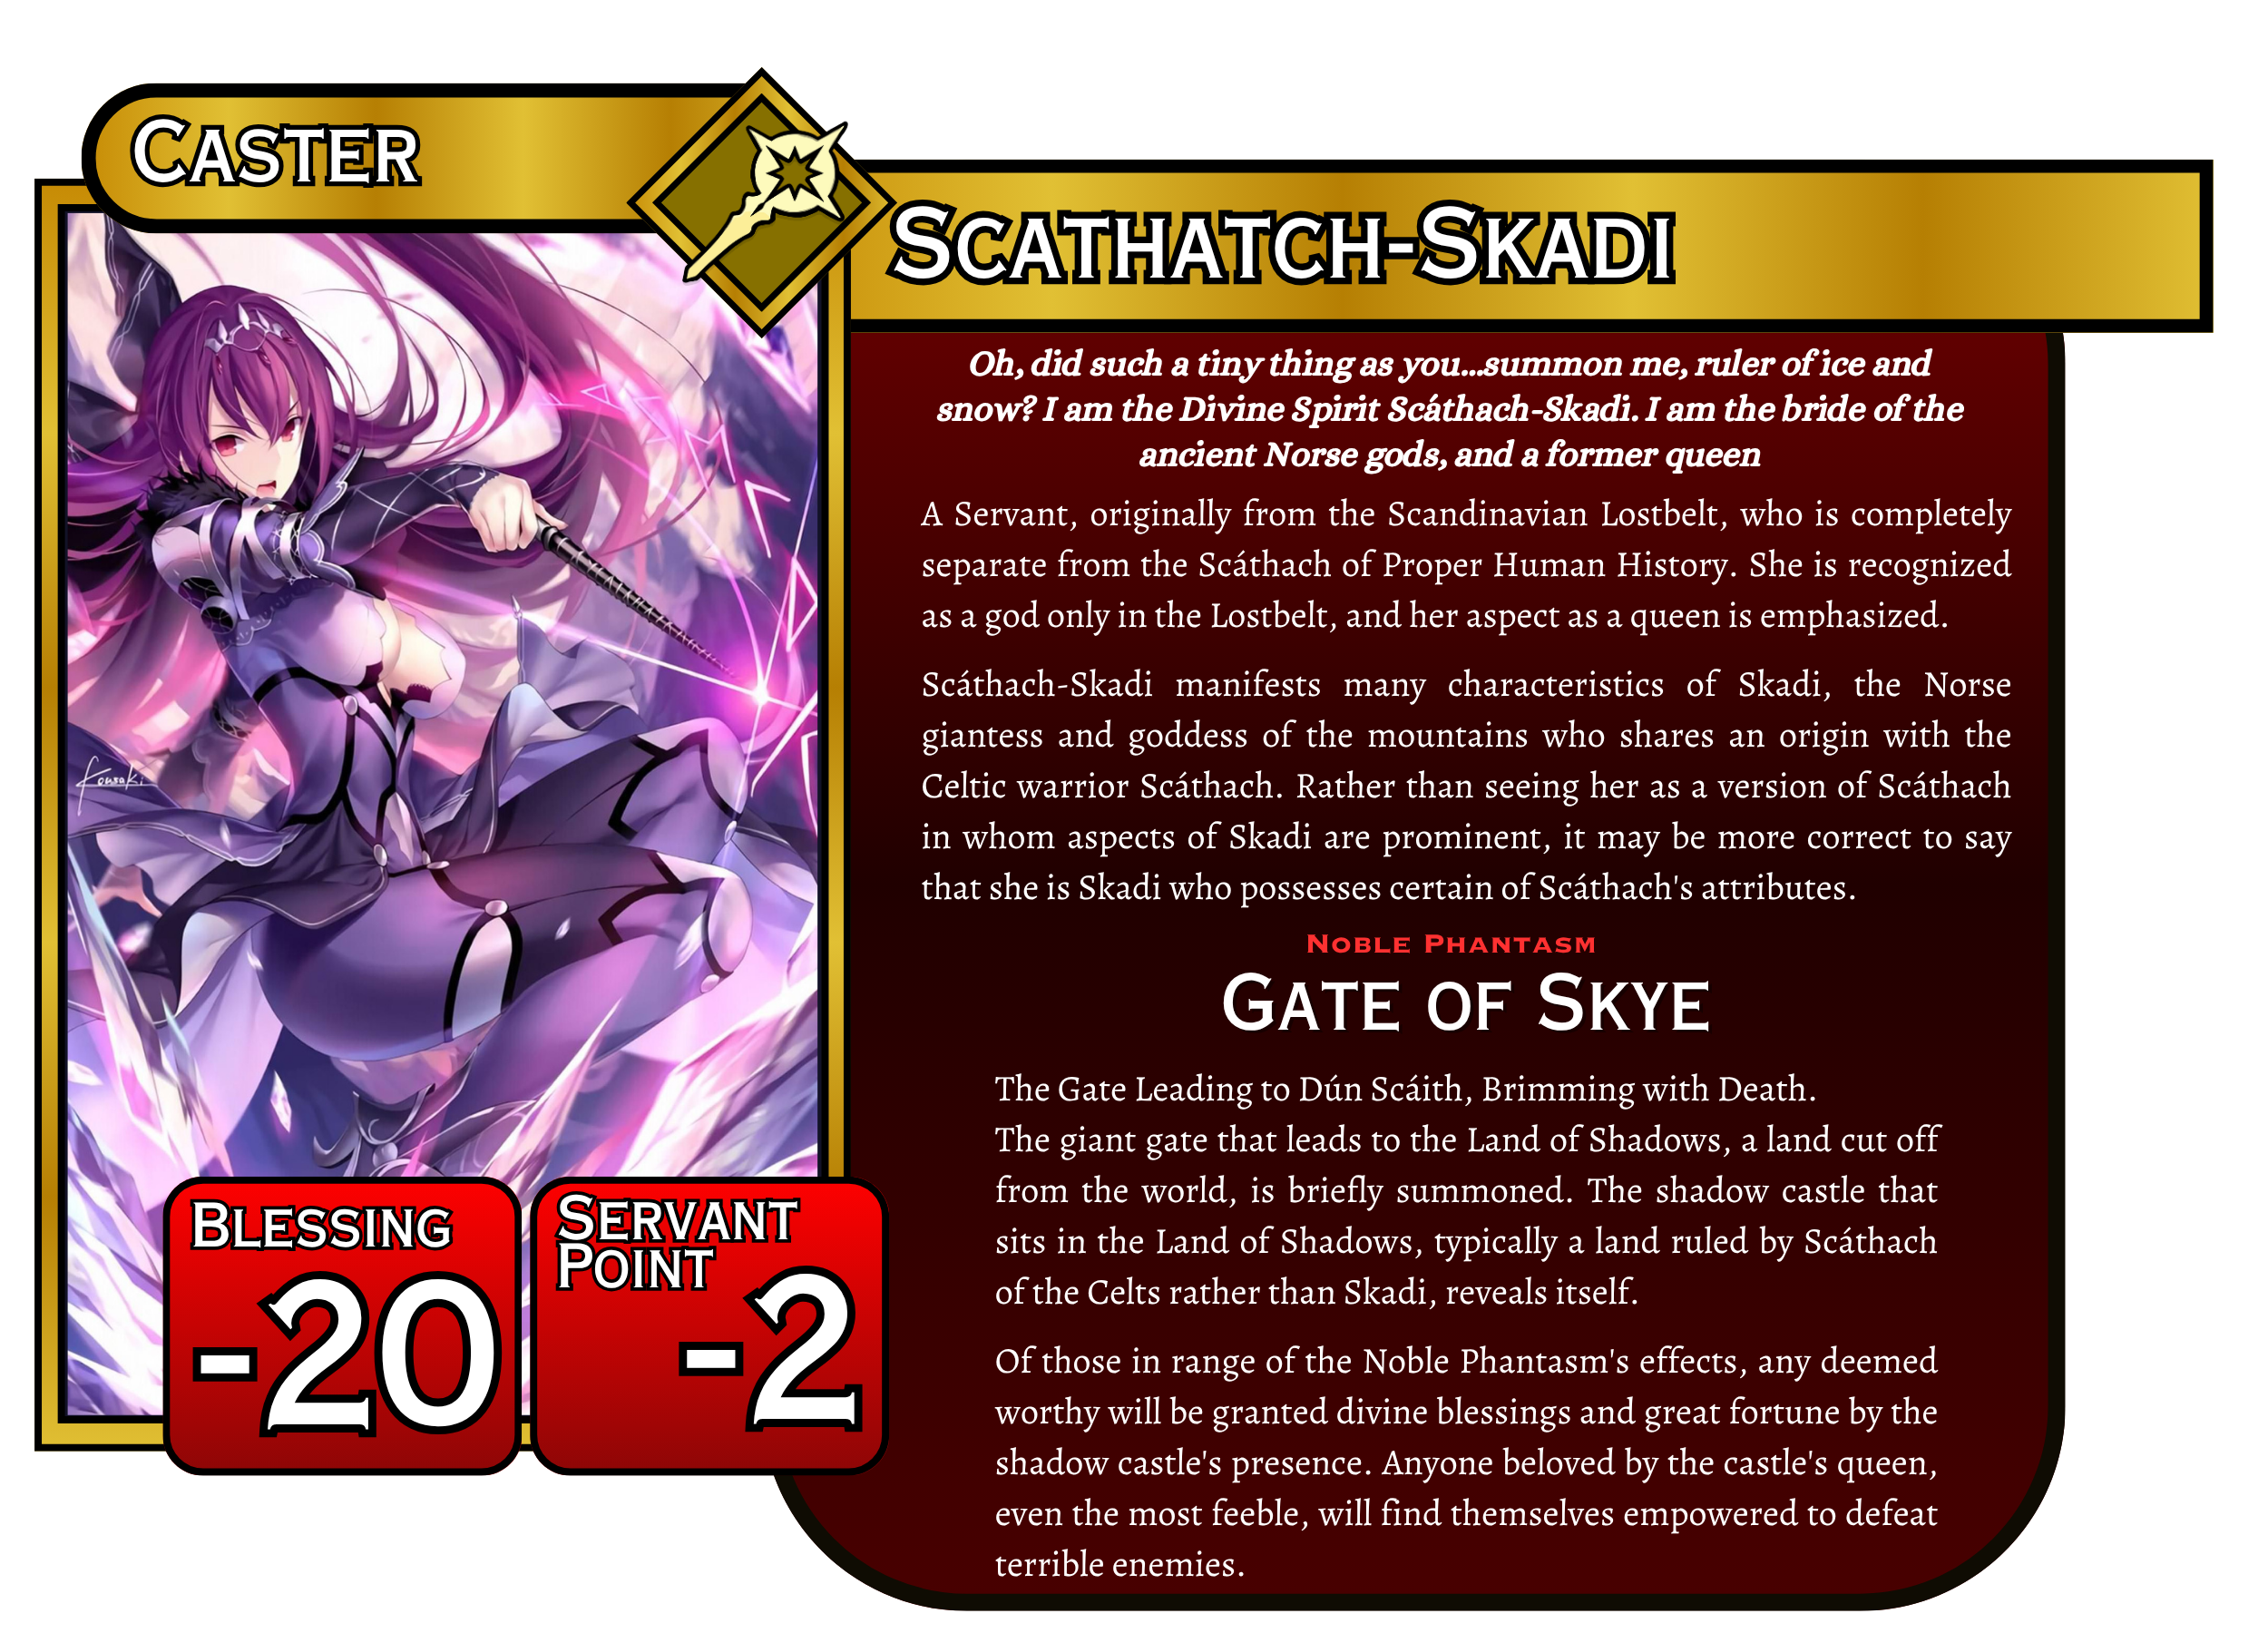 CASTER
SCATHATCH-SKADI
Oh, did such a tiny thing as you...summon me, ruler of ice and
snow? I am the Divine Spirit Scáthach-Skadi. I am the bride of the
ancient Norse gods, and a former queen
A Servant, originally from the Scandinavian Lostbelt, who is completely
separate from the Scáthach of Proper Human History. She is recognized
as a god only in the Lostbelt, and her aspect as a queen is emphasized.
Scáthach-Skadi manifests many characteristics of Skadi, the Norse
giantess and goddess of the mountains who shares an origin with the
Celtic warrior Scáthach. Rather than seeing her as a version of Scáthach
in whom aspects of Skadi are prominent, it may be more correct to say
that she is Skadi who possesses certain of Scáthach's attributes.
NOBLE PHANTASM
GATE OF SKYE
The Gate Leading to Dún Scáith, Brimming with Death.
The giant gate that leads to the Land of Shadows, a land cut off
from the world, is briefly summoned. The shadow castle that
sits in the Land of Shadows, typically a land ruled by Scáthach
of the Celts rather than Skadi, reveals itself.
Of those in range of the Noble Phantasm's effects, any deemed
worthy will be granted divine blessings and great fortune by the
shadow castle's presence. Anyone beloved by the castle's queen,
even the most feeble, will find themselves empowered to defeat
terrible enemies.
Kousaki
BLESSING
-20
SERVANT
POINT
-2